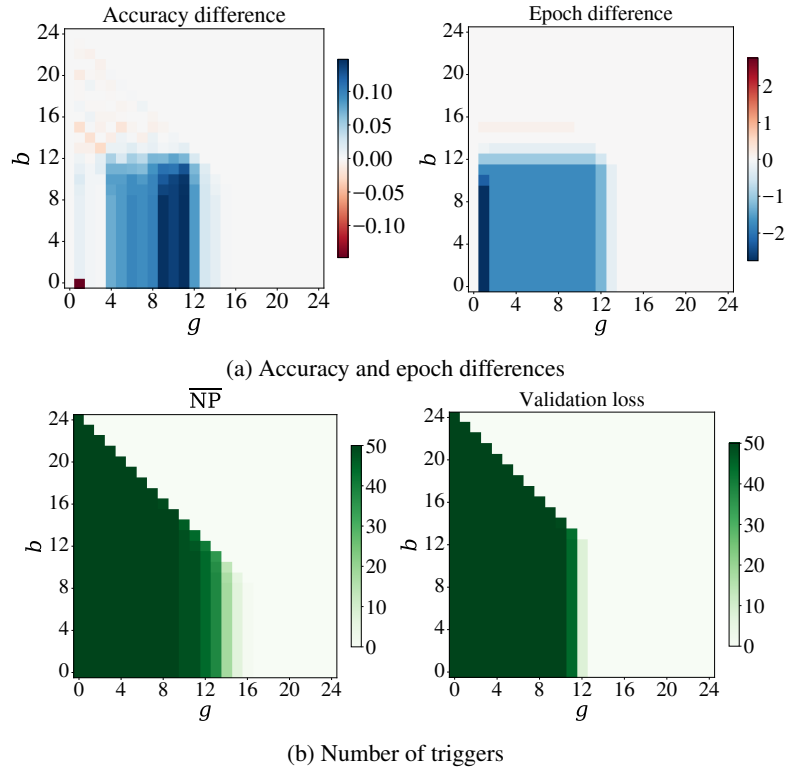 Accuracy difference
Epoch difference
24
20
16
12
8
4
0
b
0 4 8 12 16 20 24
g
0.10
0.05
0.00
−0.05
−0.10
24
20
16
12
8
4
0
b
0 4 8 12 16 20 24
g
2
1
0
−1
−2
(a) Accuracy and epoch differences
NP
Validation loss
24
20
16
12
8
4
0
b
0 4 8 12 16 20 24
g
50
40
30
20
10
0
24
20
16
12
8
4
0
b
0 4 8 12 16 20 24
g
50
40
30
20
10
0
(b) Number of triggers